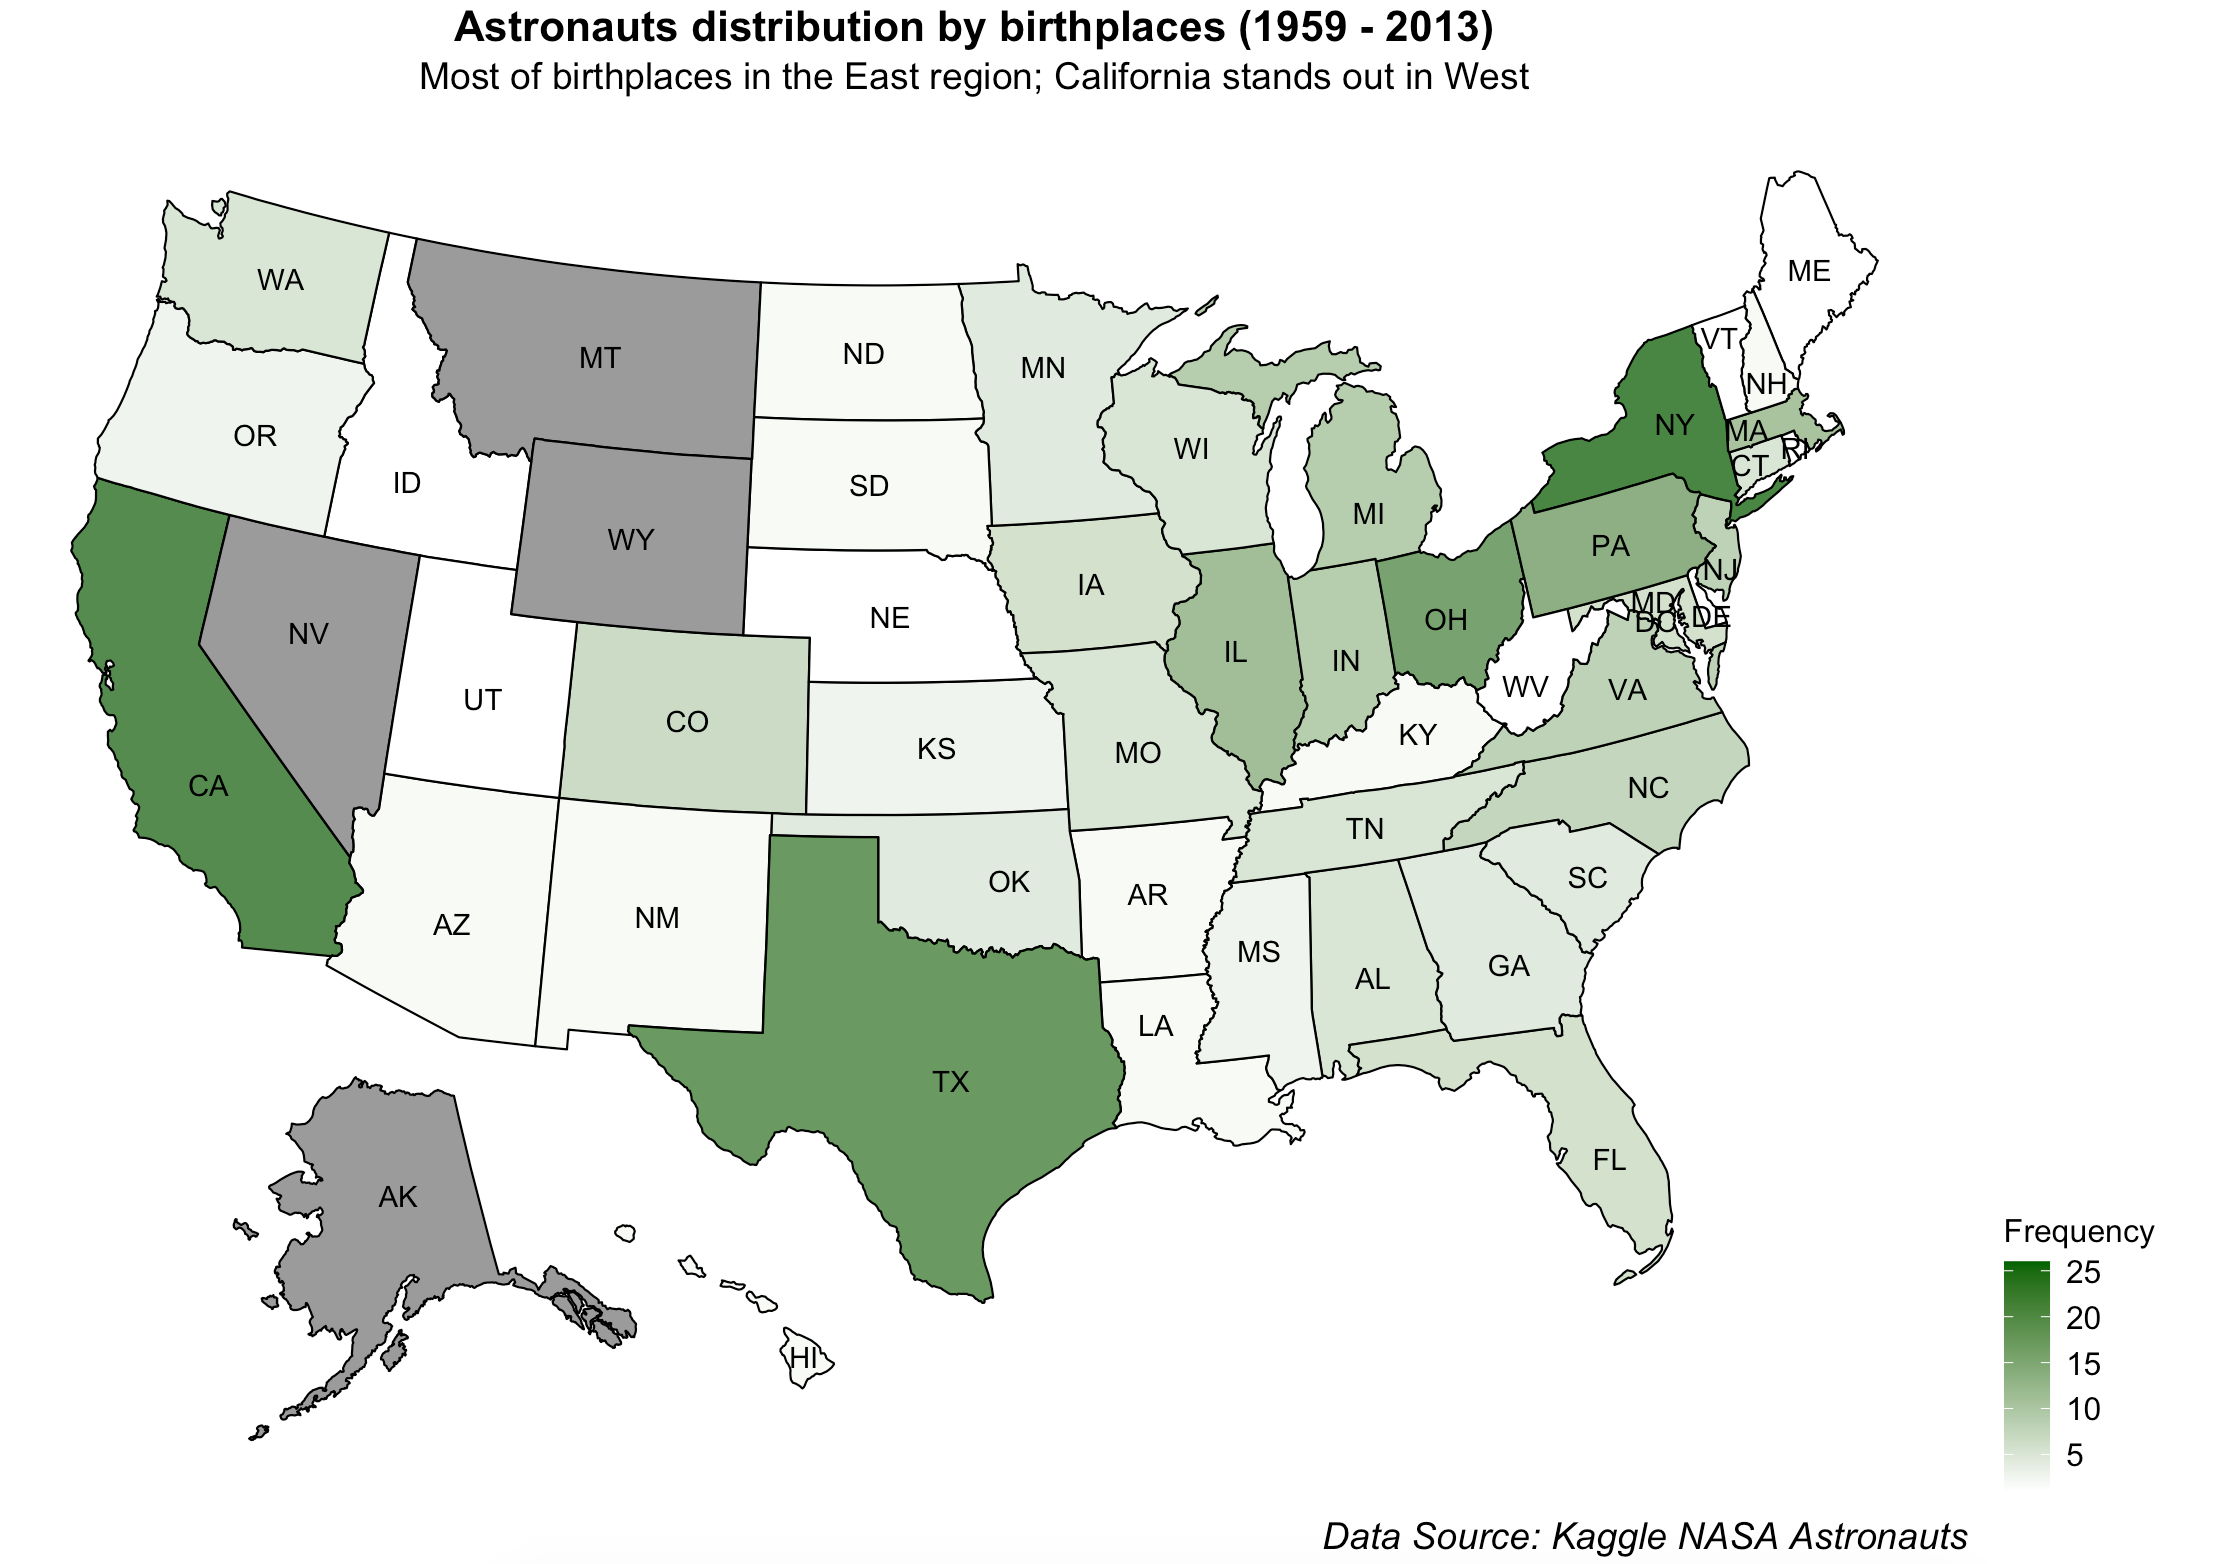 Astronauts distribution by birthplaces (1959 - 2013)
Most of birthplaces in the East region; California stands out in West
ME
WA
VT
ND
MT
MN
NH
NY
MA
OR
WI
RI
CT
ID
SD
MI
WY
PA
NJ
IA
MD
DE
NE
OH
DC
NV
IL
IN
WV
VA
UT
CO
KY
KS
MO
CA
NC
TN
SC
OK
AR
NM
AZ
MS
GA
AL
LA
TX
FL
AK
HI
Frequency
25
20
15
10
5
Data Source: Kaggle NASA Astronauts